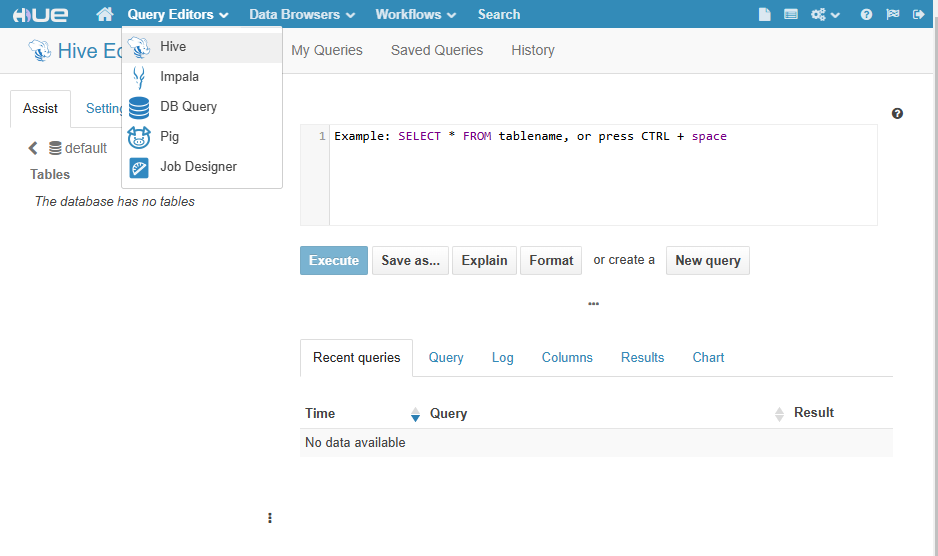 HUE Query Editors Data Browsers Workflows Search
Hive Ec My Queries Saved Queries History
Hive
Impala
DB Query
Pig
Job Designer
Assist Setting
default
Tables
The database has no tables
1 Example: SELECT * FROM tablename, or press CTRL + space
Execute Save as... Explain Format or create a New query
...
Recent queries Query Log Columns Results Chart
Time Query Result
No data available